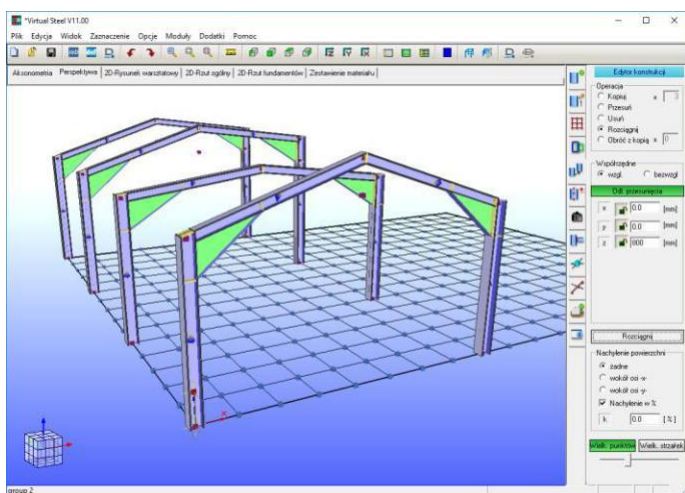 *Virtual Steel V11.00
Plik Edycja Widok Zaznaczenie Opcje Moduły Dodatki Pomoc
Aksonometria Perspektywa 2D-Rysunek warsztatowy 2D-Rzut ogólny 2D-Rzut fundamentów Zestawienie materiału
Edytor konstrukcji
Operacja
Kopiuj x
Przesuń
Usuń
Rozciągnij
Obróć z kopią x 0
Współrzędne
wzgl. bezwzgl
Odl. przesunięcia
x 0.0 [mm]
y 0.0 [mm]
z 800 [mm]
Rozciągnij
Nachylenie powierzchni
żadne
wokół osi -x-
wokół osi -y-
Nachylenie w %
k 0.0 [%]
Wielk. punktów Wielk. strzałek
x
group 2